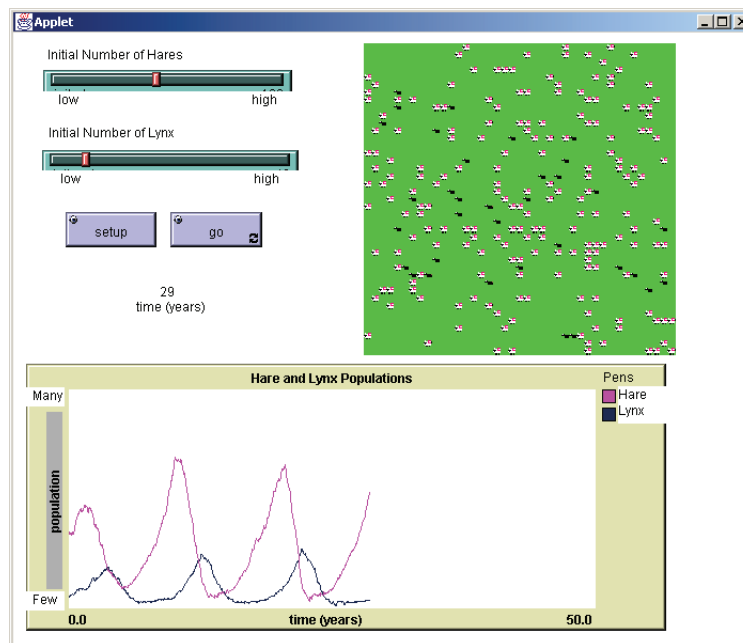 Applet
Initial Number of Hares
low high
Initial Number of Lynx
low high
setup go
29
time (years)
Hare and Lynx Populations
Pens
Hare
Lynx
Many
population
Few
0.0 time (years) 50.0